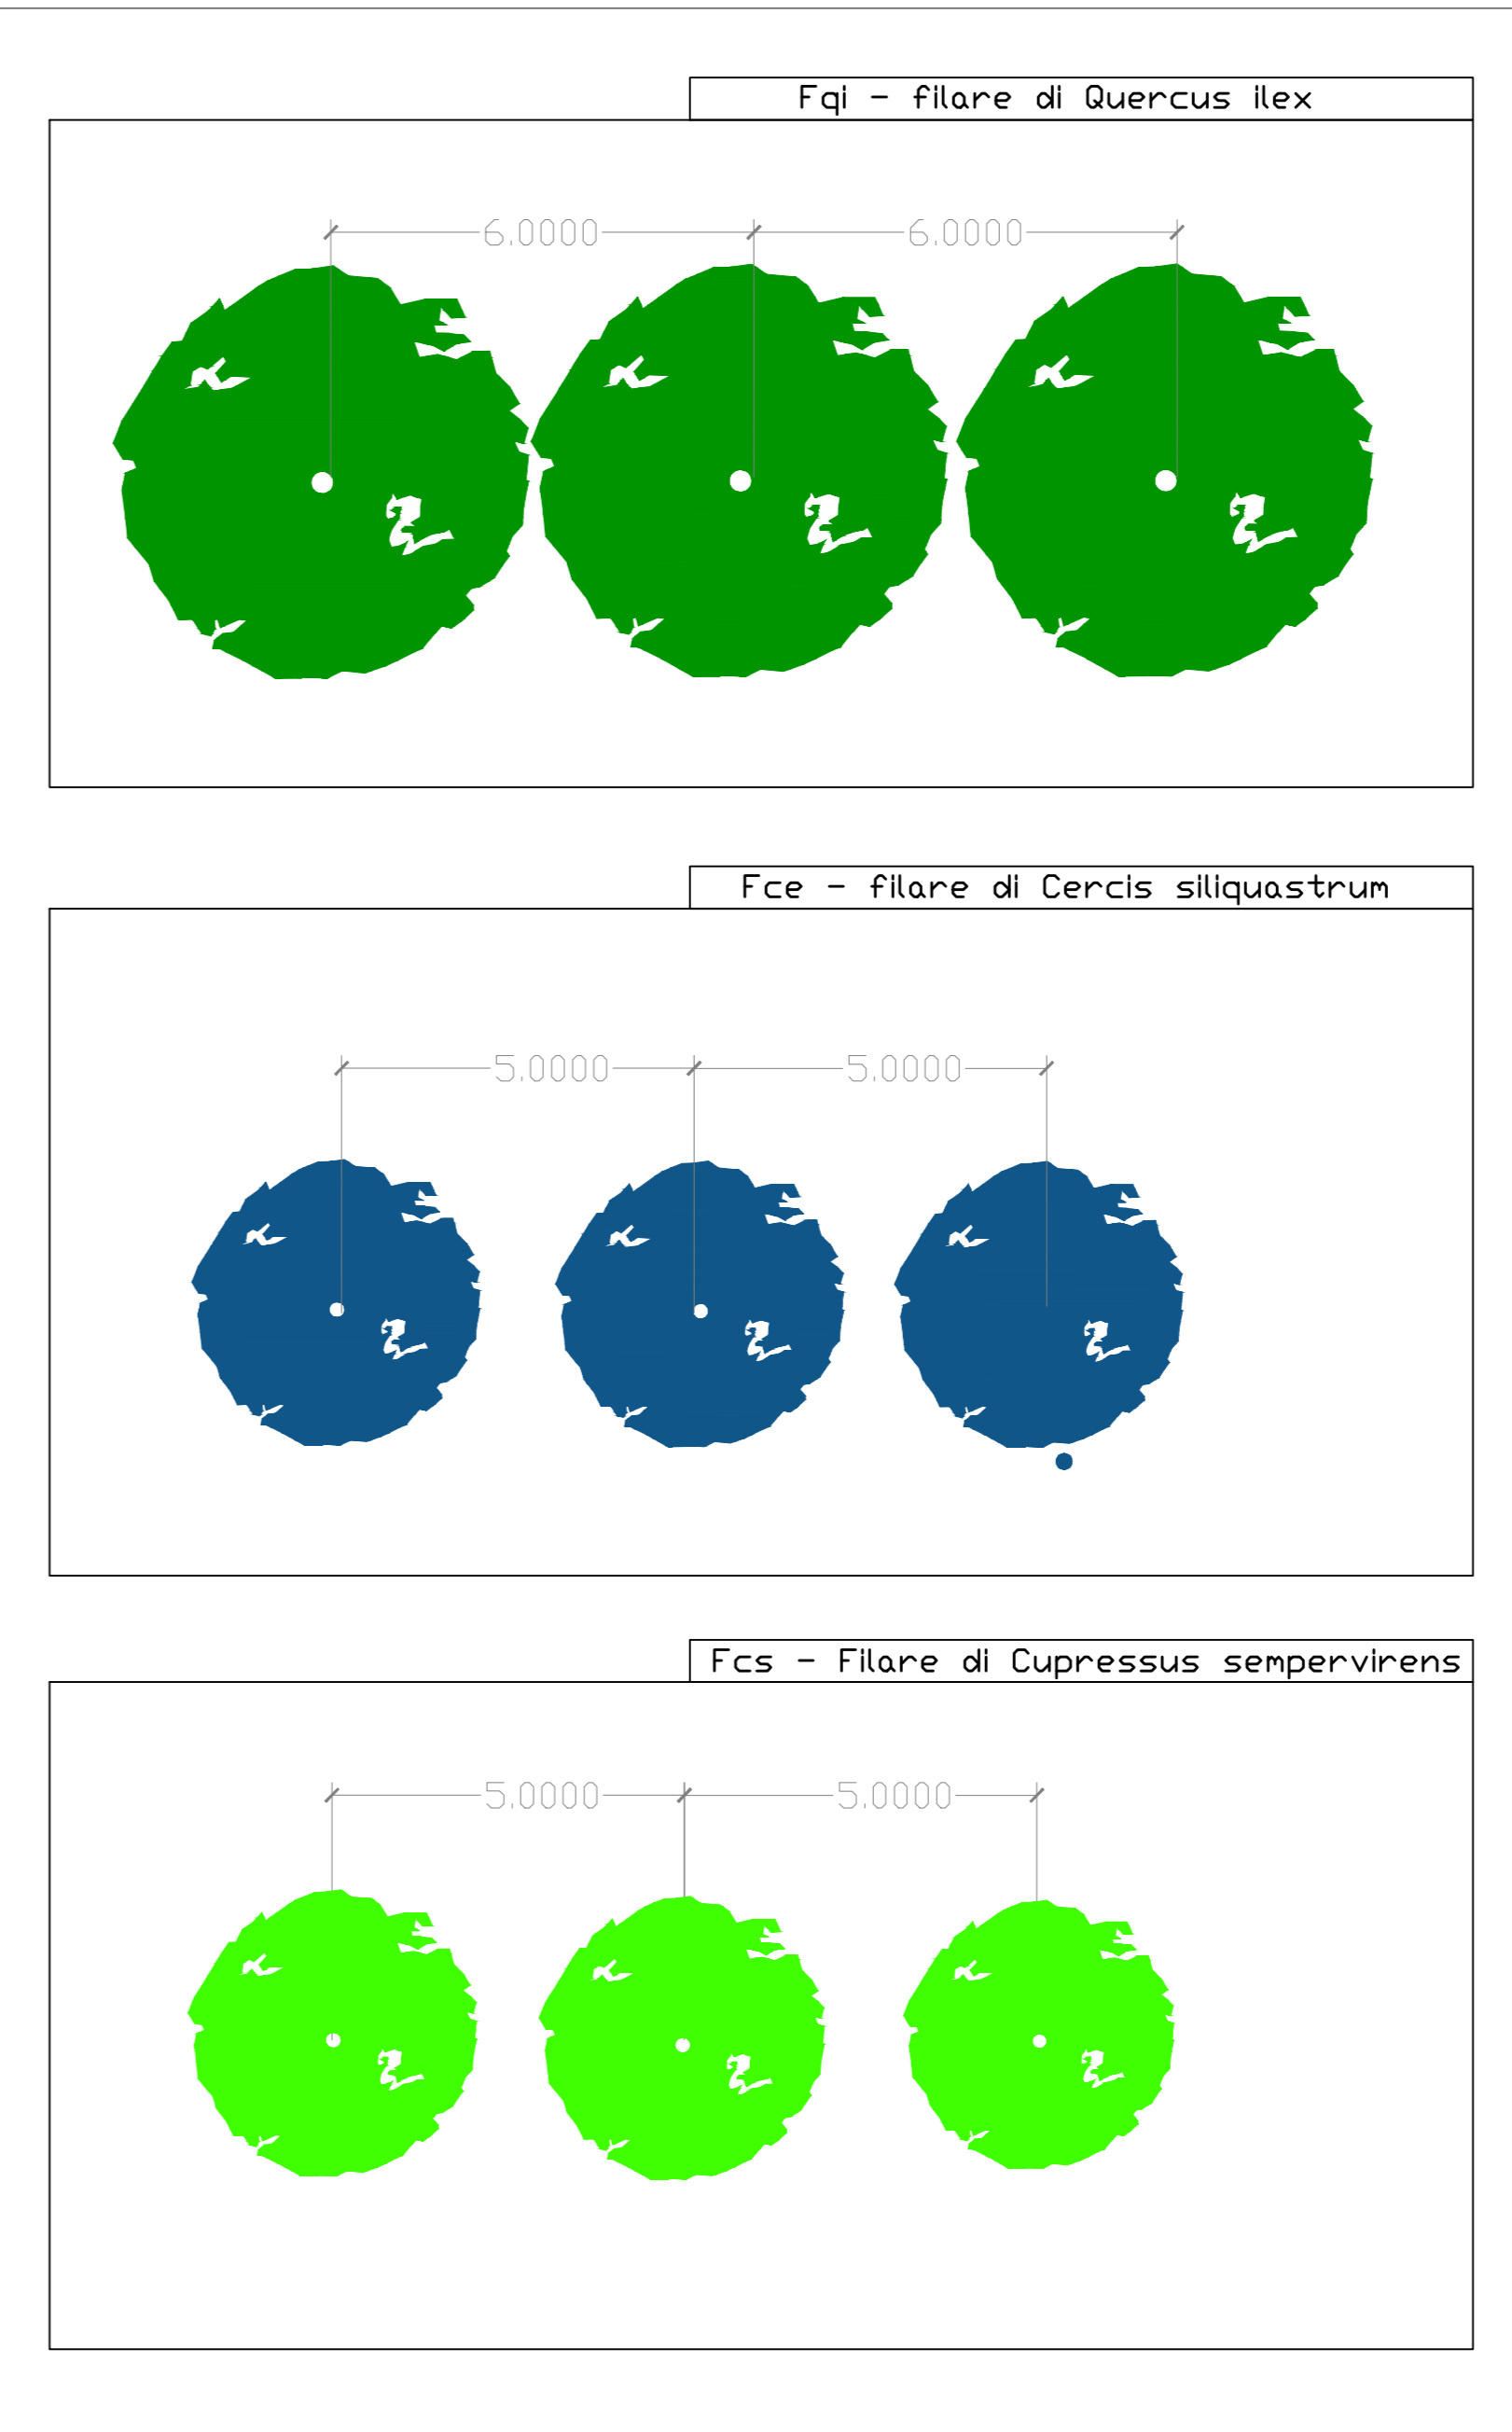 Fqi - filare di Quercus ilex
6.0000 6.0000
Fce - filare di Cercis siliquastrum
5.0000 5.0000
Fcs - Filare di Cupressus sempervirens
5.0000 5.0000